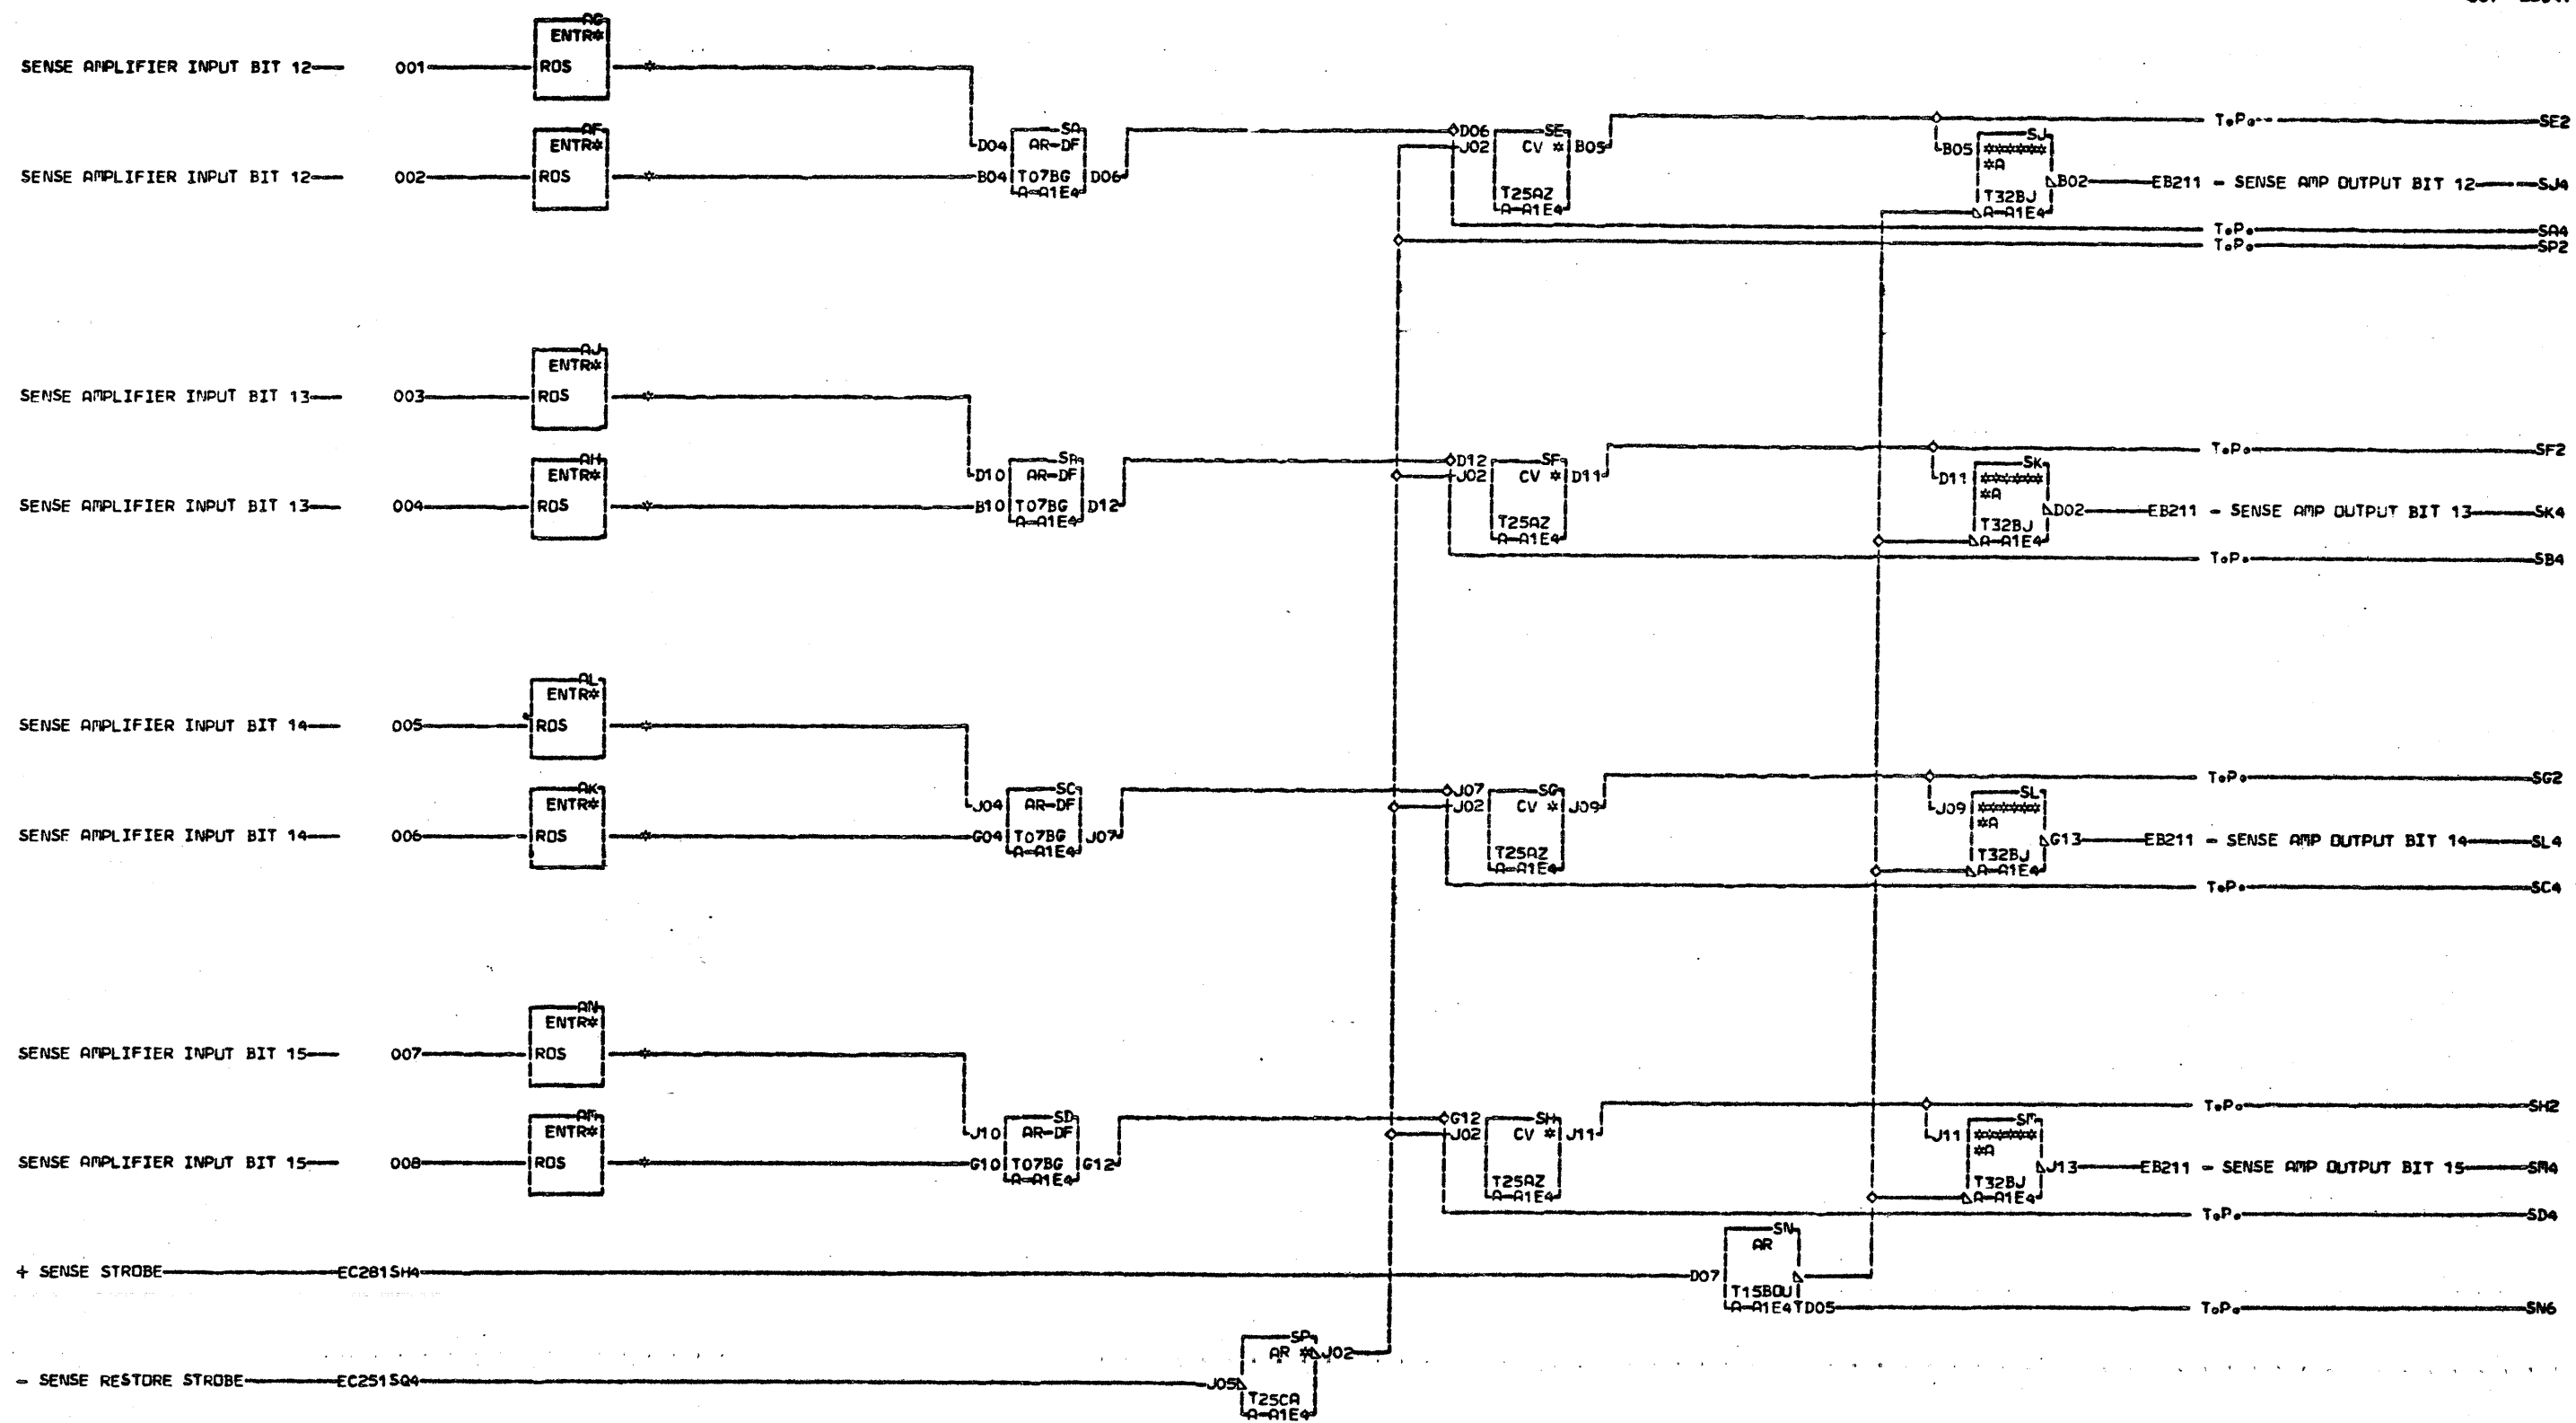 AG
ENTR*
SENSE AMPLIFIER INPUT BIT 12 001 ROS *
AF
ENTR*
SENSE AMPLIFIER INPUT BIT 12 002 ROS *
D04 SA AR-DF
B04 T07BG D06
A-A1E4
D06 SE
J02 CV * B05
T25AZ
A-A1E4
T.P. SE2
B05 SJ
******
*A
B02 EB211 - SENSE AMP OUTPUT BIT 12 SJ4
T32BJ
A-A1E4
T.P. SA4
T.P. SP2
AJ
ENTR*
SENSE AMPLIFIER INPUT BIT 13 003 ROS *
AH
ENTR*
SENSE AMPLIFIER INPUT BIT 13 004 ROS *
D10 AR-DF
B10 T07BG D12
A-A1E4
D12 SF
J02 CV * D11
T25AZ
A-A1E4
T.P. SF2
D11 SK
******
*A
D02 EB211 - SENSE AMP OUTPUT BIT 13 SK4
T32BJ
A-A1E4
T.P. SB4
AL
ENTR*
SENSE AMPLIFIER INPUT BIT 14 005 ROS *
AK
ENTR*
SENSE AMPLIFIER INPUT BIT 14 006 ROS *
SC
J04 AR-DF
G04 T07BG J07
A-A1E4
J07 SG
J02 CV * J09
T25AZ
A-A1E4
T.P. SG2
J09 SL
******
*A
G13 EB211 - SENSE AMP OUTPUT BIT 14 SL4
T32BJ
A-A1E4
T.P. SC4
AN
ENTR*
SENSE AMPLIFIER INPUT BIT 15 007 ROS *
AM
ENTR*
SENSE AMPLIFIER INPUT BIT 15 008 ROS *
SD
J10 AR-DF
G10 T07BG G12
A-A1E4
G12 SH
J02 CV * J11
T25AZ
A-A1E4
T.P. SH2
J11 SM
******
*A
J13 EB211 - SENSE AMP OUTPUT BIT 15 SM4
T32BJ
A-A1E4
T.P. SD4
SN
AR
+ SENSE STROBE EC281SH4 D07
T15BOU
A-A1E4TD05 T.P. SN6
SP
AR * J02
- SENSE RESTORE STROBE EC251SQ4 J05
T25CA
A-A1E4